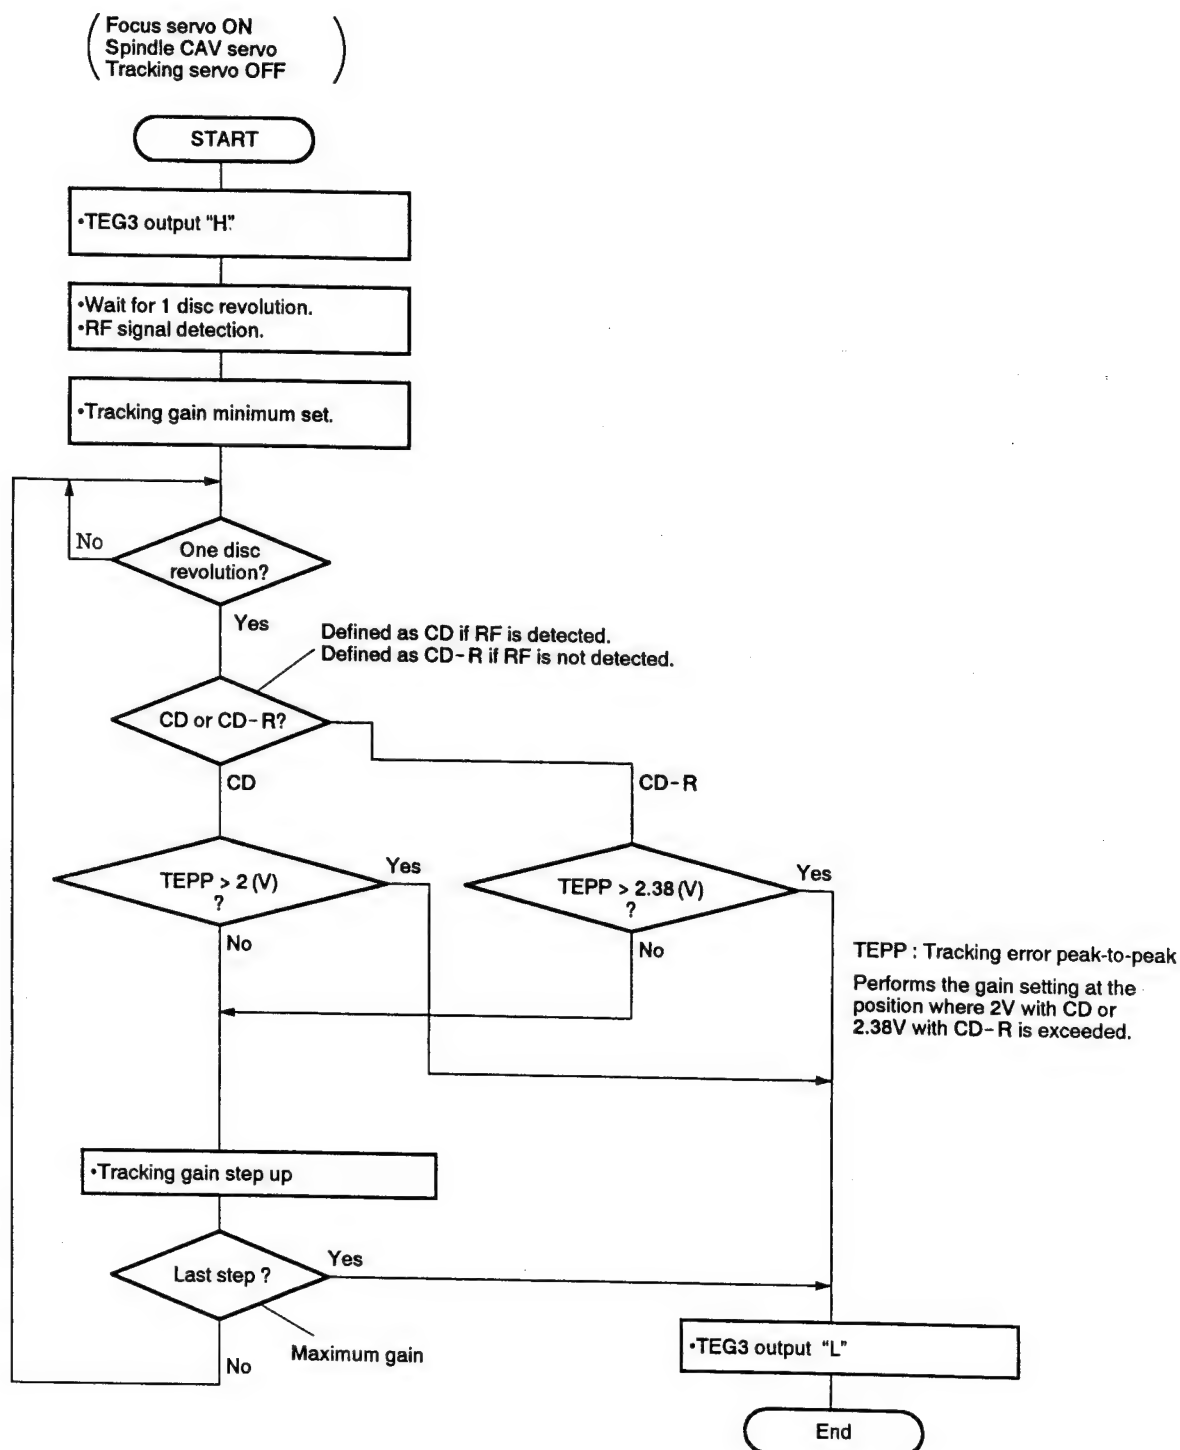 Focus servo ON
Spindle CAV servo
Tracking servo OFF
START
•TEG3 output "H".
•Wait for 1 disc revolution.
•RF signal detection.
•Tracking gain minimum set.
No
One disc
revolution?
Yes
Defined as CD if RF is detected.
Defined as CD-R if RF is not detected.
CD or CD-R?
CD
CD-R
TEPP > 2 (V)
?
Yes
No
TEPP > 2.38 (V)
?
Yes
No
TEPP : Tracking error peak-to-peak
Performs the gain setting at the
position where 2V with CD or
2.38V with CD-R is exceeded.
•Tracking gain step up
Last step ?
Yes
Maximum gain
No
•TEG3 output "L"
End